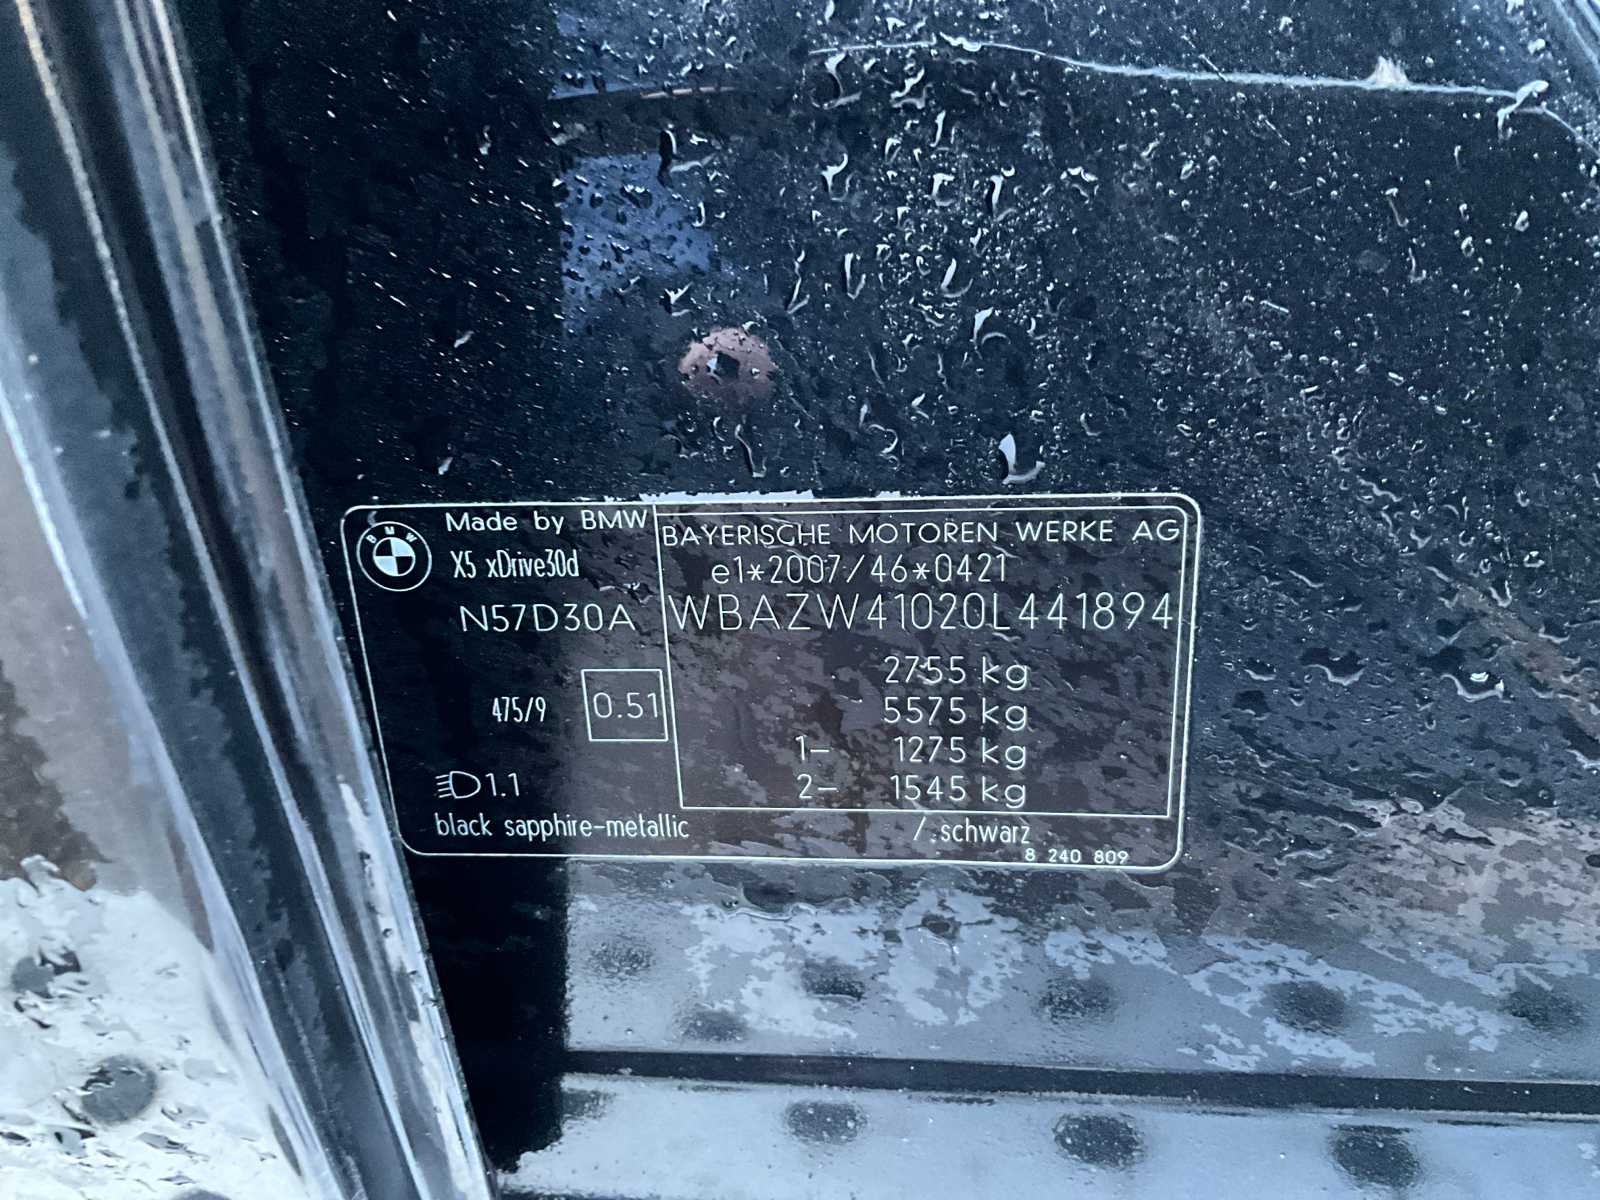 BMW
Made by BMW
X5 xDrive30d
N57D30A
475/9
0.51
1.1
black sapphire-metallic
BAYERISCHE MOTOREN WERKE AG
e1*2007/46*0421
WBAZW41020L441894
2755 kg
5575 kg
1- 1275 kg
2- 1545 kg
/.schwarz
8 240 809